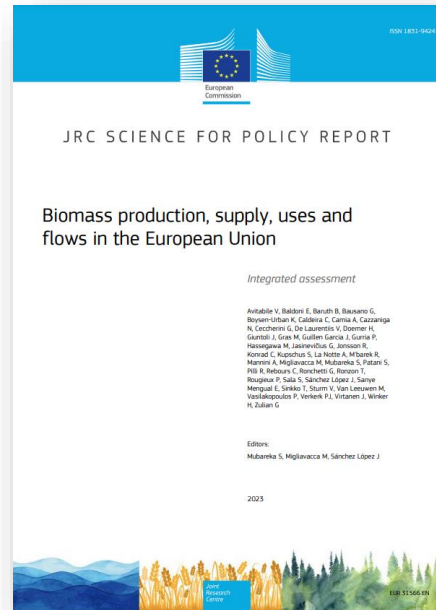 ISSN 1831-9424
European
Commission
JRC SCIENCE FOR POLICY REPORT
Biomass production, supply, uses and
flows in the European Union
Integrated assessment
Avitabile V, Baldoni E, Baruth B, Bausano G,
Boysen-Urban K, Caldeira C, Camia A, Cazzaniga
N, Ceccherini G, De Laurentiis V, Doerner H,
Giuntoli J, Gras M, Guillen Garcia J, Gurria P,
Hassegawa M, Jasinevičius G, Jonsson R,
Konrad C, Kupschus S, La Notte A, M'barek R,
Mannini A, Migliavacca M, Mubareka S, Patani S,
Pilli R, Rebours C, Ronchetti G, Ronzon T,
Rougieux P, Sala S, Sánchez López J, Sanye
Mengual E, Sinkko T, Sturm V, Van Leeuwen M,
Vasilakopoulos P, Verkerk PJ, Virtanen J, Winker
H, Zulian G
Editors:
Mubareka S, Migliavacca M, Sánchez López J
2023
Joint
Research
Centre
EUR 31566 EN